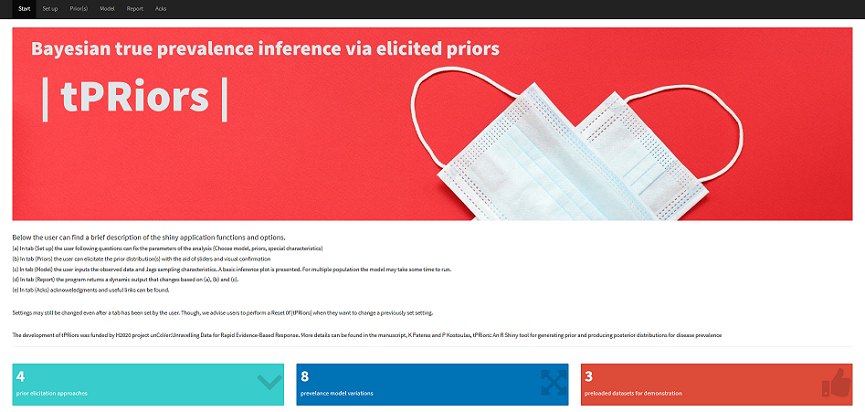 Start Set up Prior(s) Model Report Acks
Bayesian true prevalence inference via elicited priors
| tPRiors |
Below the user can find a brief description of the shiny application functions and options.
(a) In tab (Set up) the user following questions can fix the parameters of the analysis (Choose model, priors, special characteristics)
(b) In tab (Priors) the user can elicitate the prior distribution(s) with the aid of sliders and visual confirmation
(c) In tab (Model) the user inputs the observed data and Jags sampling characteristics. A basic inference plot is presented. For multiple population the model may take some time to run.
(d) In tab (Report) the program returns a dynamic output that changes based on (a), (b) and (c).
(e) In tab (Acks) acknowledgments and useful links can be found.
Settings may still be changed even after a tab has been set by the user. Though, we advise users to perform a Reset of [tPRiors] when they want to change a previously set setting.
The development of tPRiors was funded by H2020 project unCoVer:Unravelling Data for Rapid Evidence-Based Response. More details can be found in the manuscript, K Pateras and P Kostoulas, tPRiors: An R Shiny tool for generating prior and producing posterior distributions for disease prevalence
4
prior elicitation approaches
8
prevelance model variations
3
preloaded datasets for demonstration